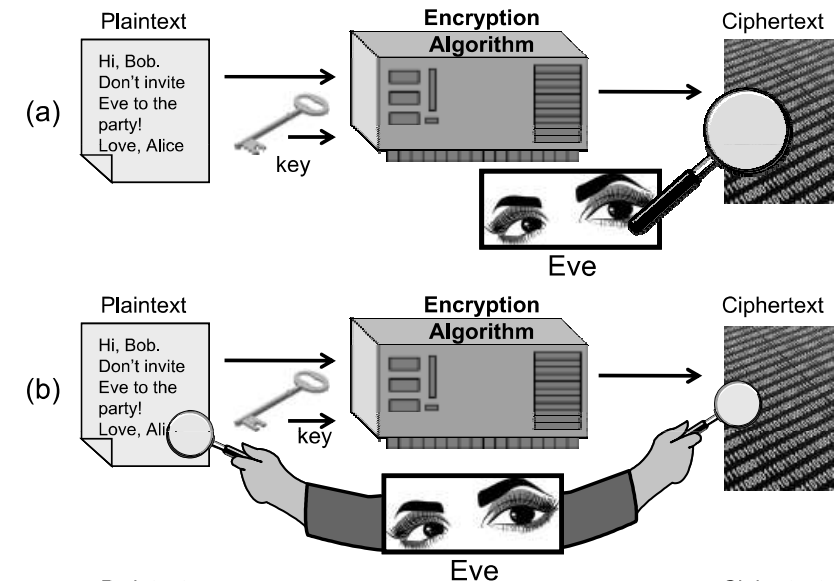 Plaintext
Encryption
Algorithm
Ciphertext
(a)
Hi, Bob.
Don't invite
Eve to the
party!
Love, Alice
key
Eve
Plaintext
Encryption
Algorithm
Ciphertext
(b)
Hi, Bob.
Don't invite
Eve to the
party!
Love, Ali
key
Eve